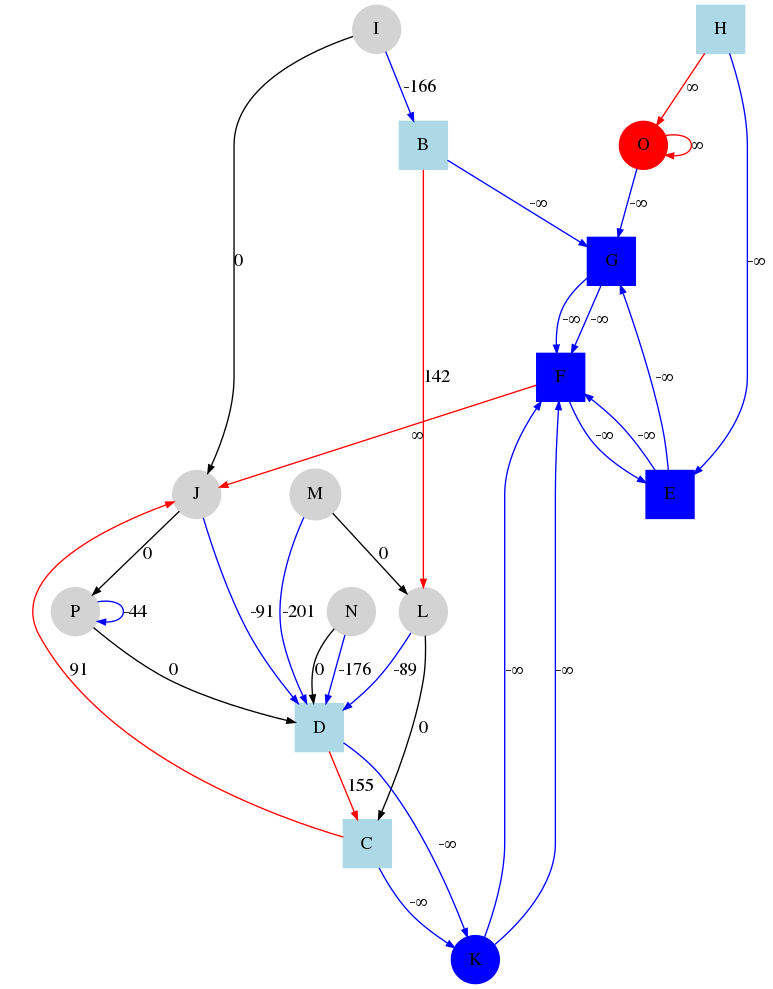 I H
-166 ∞
B O ∞
-∞ -∞
0 G -∞
-∞ -∞
142 F -∞
∞ -∞ -∞
J M E
0 0
P -44 -91 -201 N L
91 0 0 -176 -89 -∞ -∞
D 0
155
C -∞
-∞
K